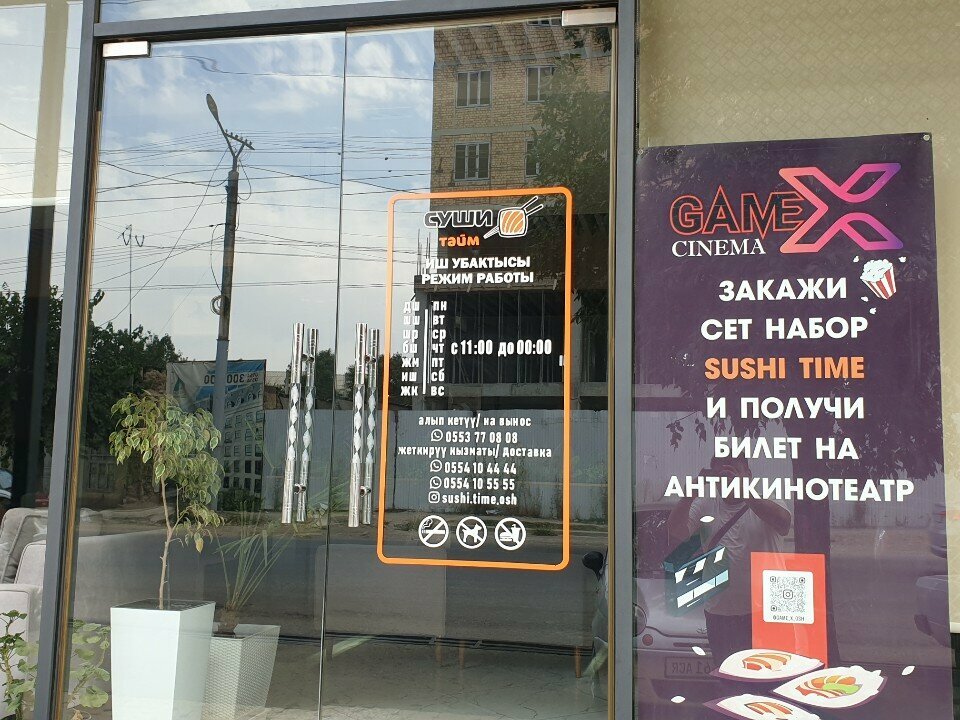 СУШИ
тайм
ИШ УБАКТЫСЫ
РЕЖИМ РАБОТЫ
дш пн
шш вт
шр ср
бш чт
жм пт
иш сб
жк вс
с 11:00 до 00:00
алып кетүү/ на вынос
0553 77 08 08
жеткирүү кызматы/ доставка
0554 10 44 44
0554 10 55 55
sushi.time.osh
GAMEX
CINEMA
ЗАКАЖИ
СЕТ НАБОР
SUSHI TIME
И ПОЛУЧИ
БИЛЕТ НА
АНТИКИНОТЕАТР
@GAME_X_OSH